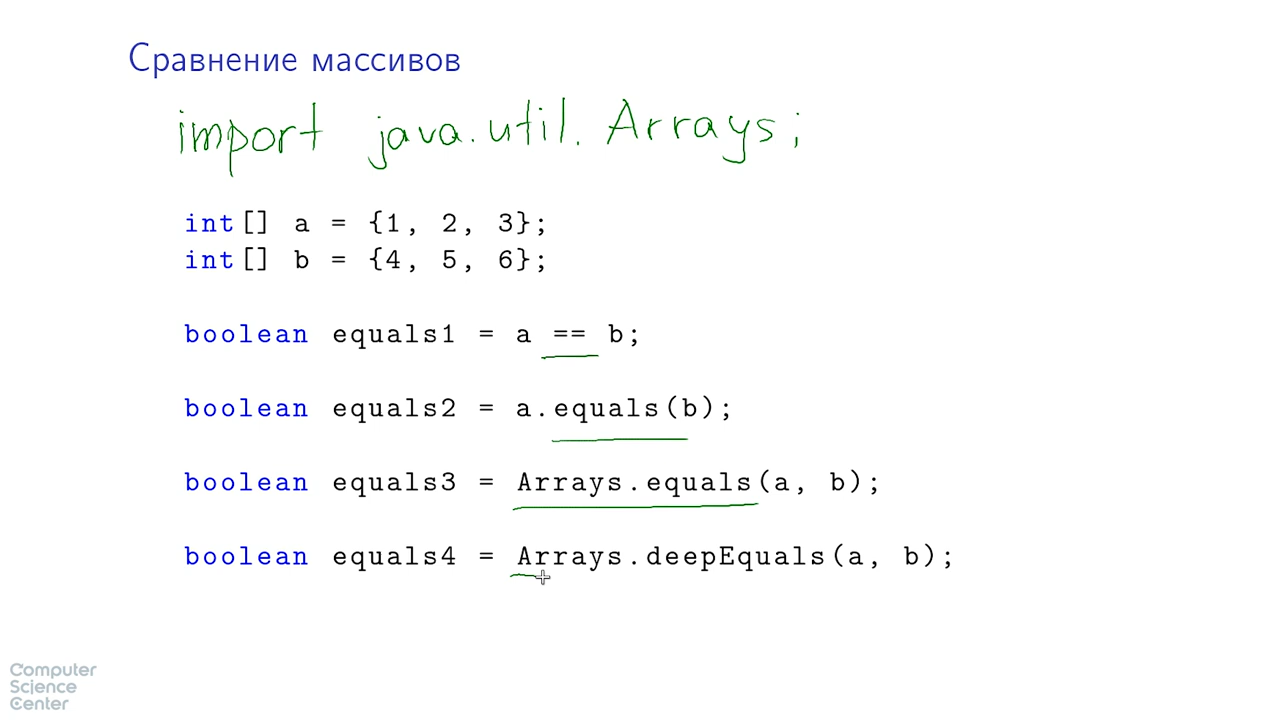 Сравнение массивов
import java.util.Arrays;
int[] a = {1, 2, 3};
int[] b = {4, 5, 6};
boolean equals1 = a == b;
boolean equals2 = a.equals(b);
boolean equals3 = Arrays.equals(a, b);
boolean equals4 = Arrays.deepEquals(a, b);
Computer
Science
Center